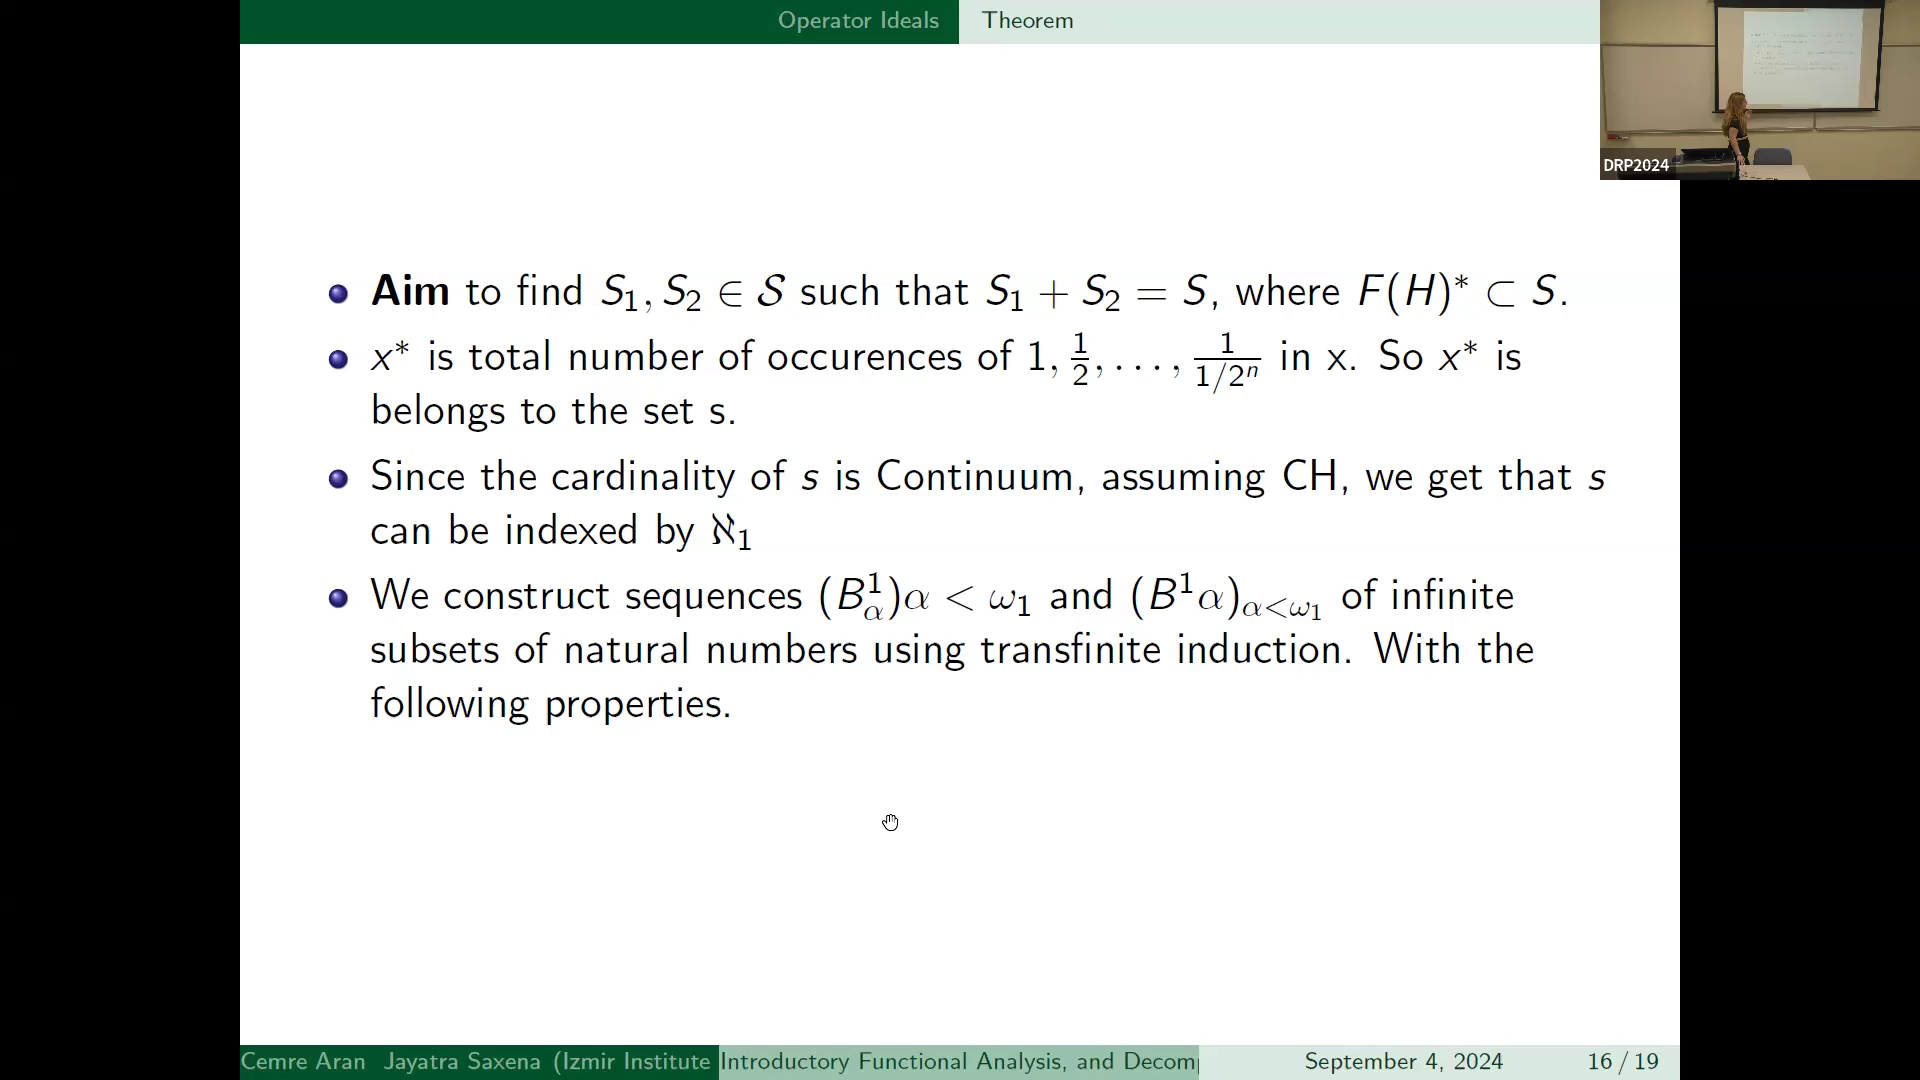 Operator Ideals Theorem
DRP2024
Aim to find S₁, S₂ ∈ 𝒮 such that S₁ + S₂ = S, where F(H)* ⊂ S.
x* is total number of occurences of 1, 1/2, . . . , 1/(1/2ⁿ) in x. So x* is
belongs to the set s.
Since the cardinality of s is Continuum, assuming CH, we get that s
can be indexed by ℵ₁
We construct sequences (B¹_α)α < ω₁ and (B¹α)_{α<ω₁} of infinite
subsets of natural numbers using transfinite induction. With the
following properties.
Cemre Aran Jayatra Saxena (Izmir Institute Introductory Functional Analysis, and Decom September 4, 2024 16 / 19